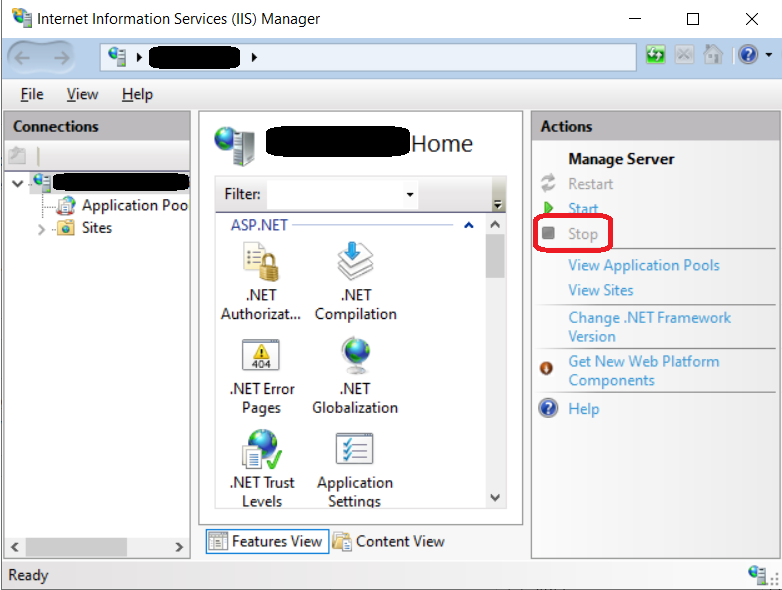 Internet Information Services (IIS) Manager
File View Help
Connections
Application Poo
Sites
Home
Filter:
ASP.NET
.NET
Authorizat...
.NET
Compilation
404
.NET Error
Pages
.NET
Globalization
.NET Trust
Levels
Application
Settings
Features View
Content View
Actions
Manage Server
Restart
Start
Stop
View Application Pools
View Sites
Change .NET Framework
Version
Get New Web Platform
Components
Help
Ready